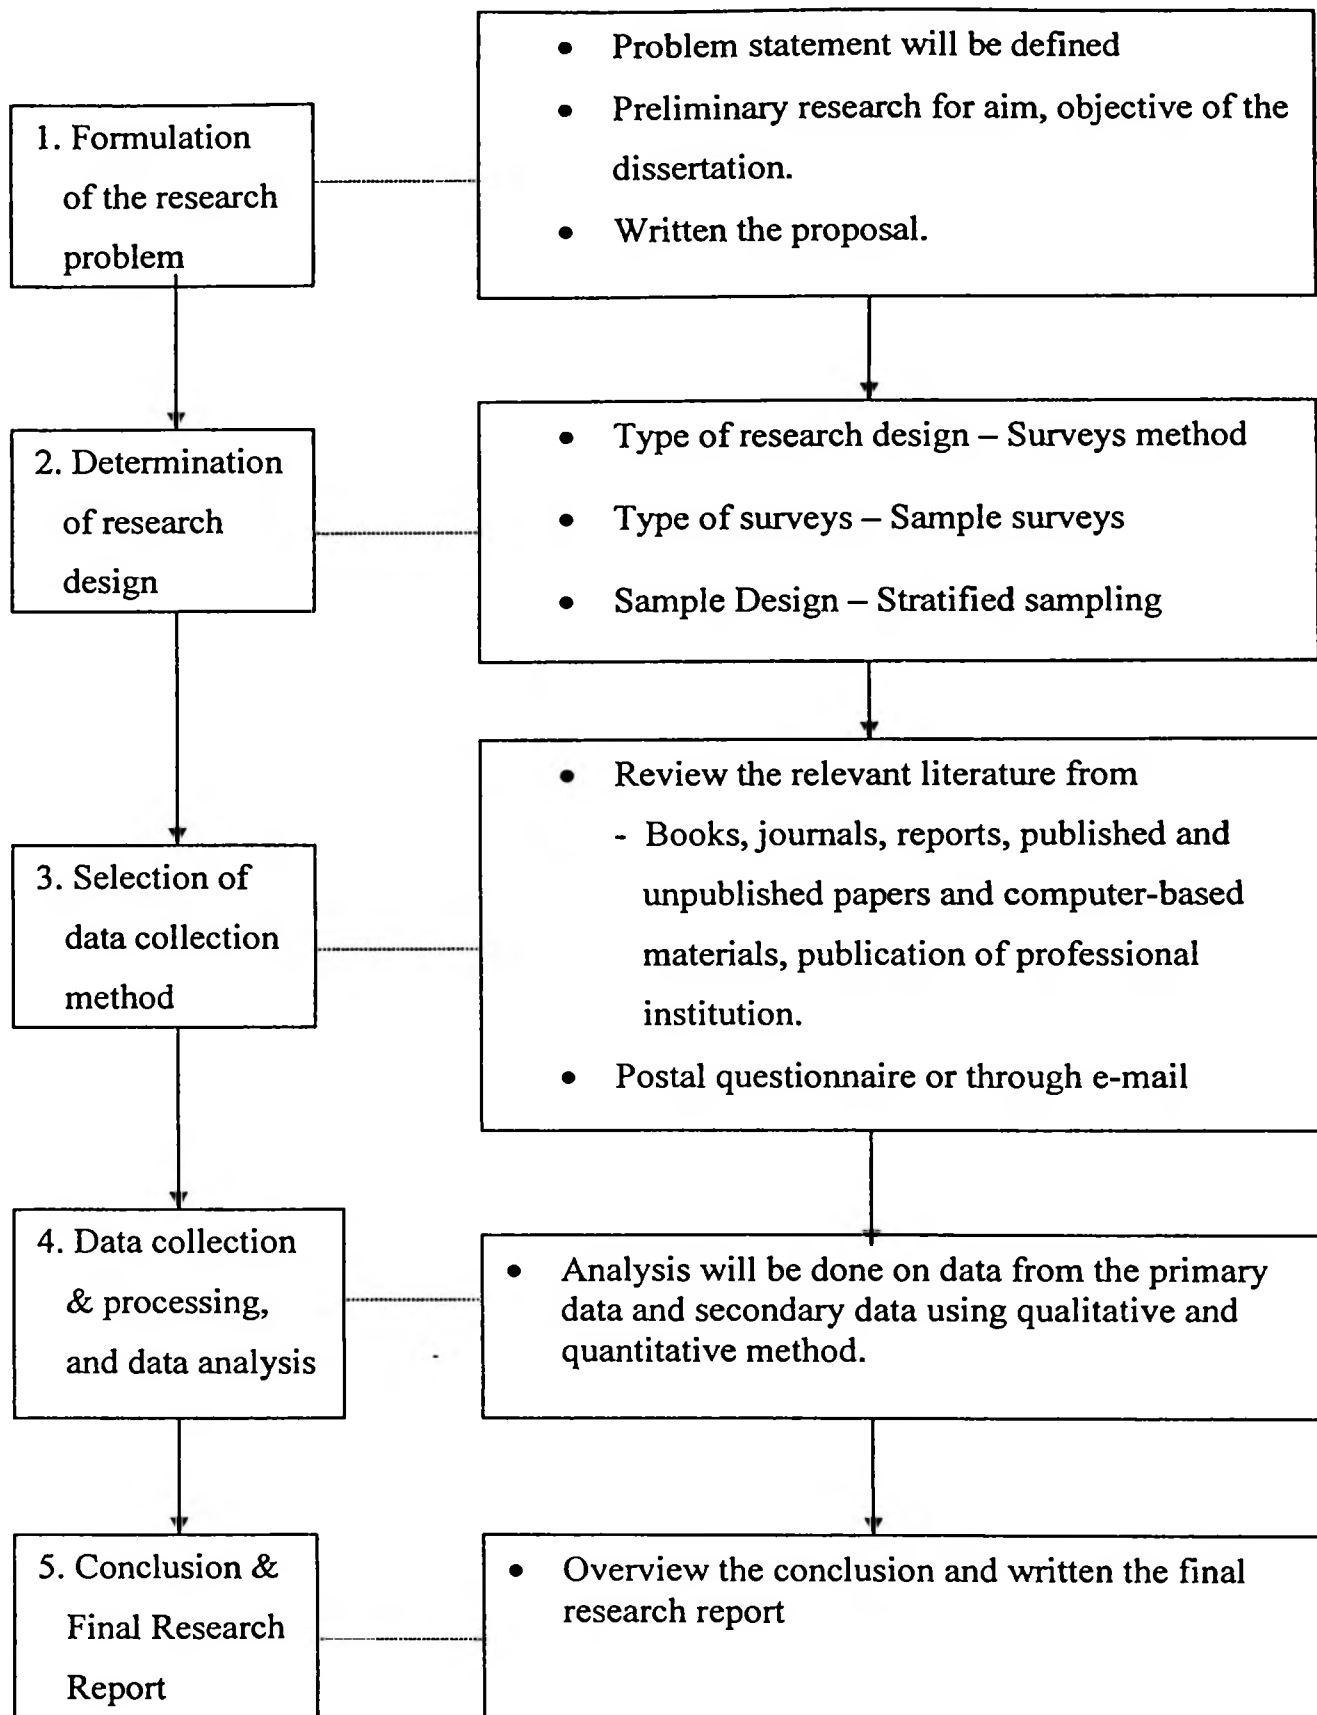 1. Formulation
of the research
problem
• Problem statement will be defined
• Preliminary research for aim, objective of the
dissertation.
• Written the proposal.
2. Determination
of research
design
• Type of research design – Surveys method
• Type of surveys – Sample surveys
• Sample Design – Stratified sampling
3. Selection of
data collection
method
• Review the relevant literature from
- Books, journals, reports, published and
unpublished papers and computer-based
materials, publication of professional
institution.
• Postal questionnaire or through e-mail
4. Data collection
& processing,
and data analysis
• Analysis will be done on data from the primary
data and secondary data using qualitative and
quantitative method.
5. Conclusion &
Final Research
Report
• Overview the conclusion and written the final
research report